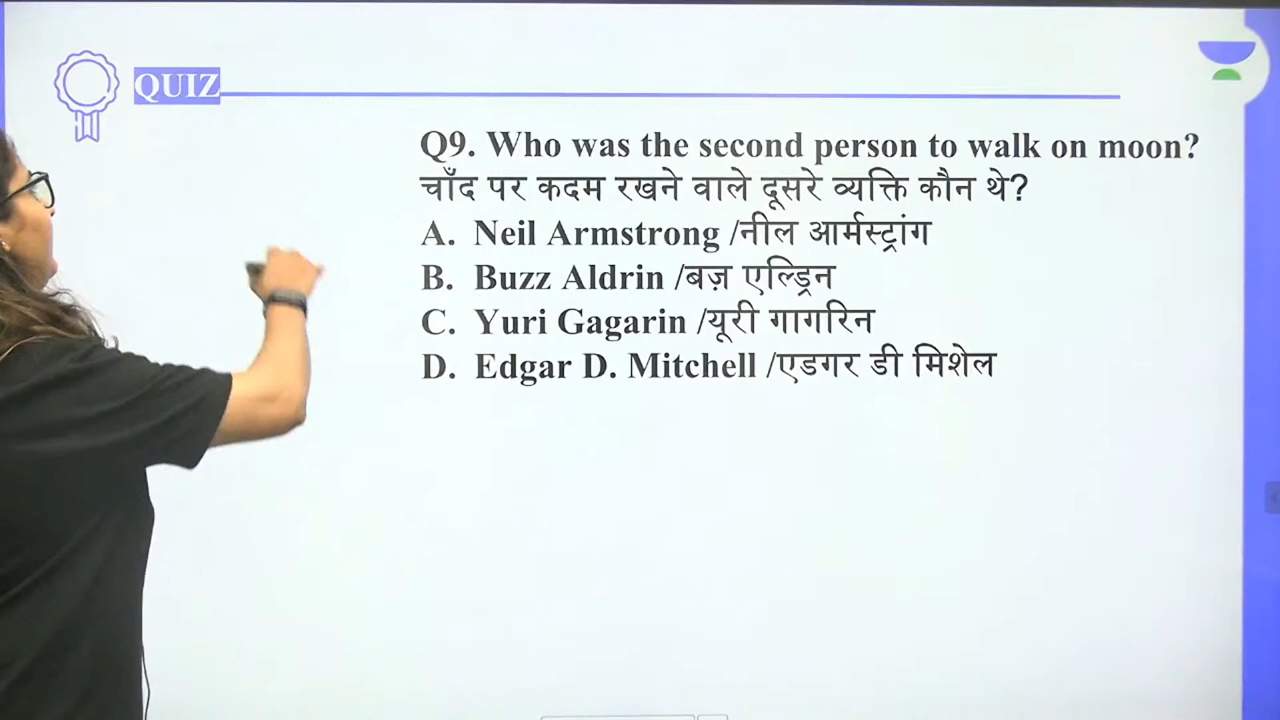 QUIZ
Q9. Who was the second person to walk on moon?
चाँद पर कदम रखने वाले दूसरे व्यक्ति कौन थे?
A. Neil Armstrong /नील आर्मस्ट्रांग
B. Buzz Aldrin /बज़ एल्ड्रिन
C. Yuri Gagarin /यूरी गागरिन
D. Edgar D. Mitchell /एडगर डी मिशेल